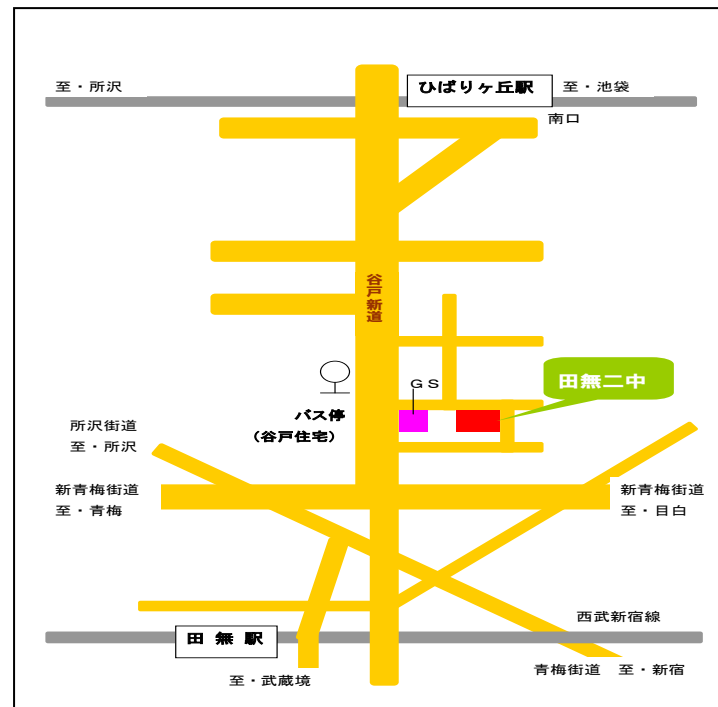 至・所沢
ひばりヶ丘駅
至・池袋
南口
谷戸新道
GS
田無二中
バス停
(谷戸住宅)
所沢街道
至・所沢
新青梅街道
至・青梅
新青梅街道
至・目白
西武新宿線
田無駅
青梅街道 至・新宿
至・武蔵境